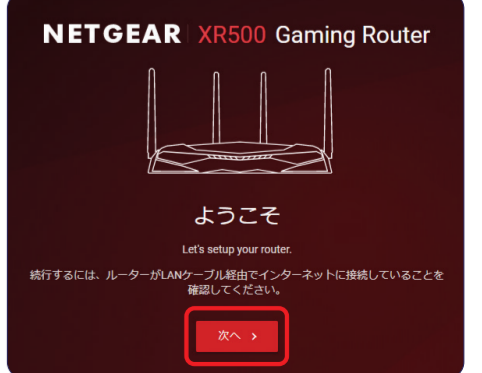 NETGEAR XR500 Gaming Router
ようこそ
Let's setup your router.
続行するには、ルーターがLANケーブル経由でインターネットに接続していることを
確認してください。
次へ >